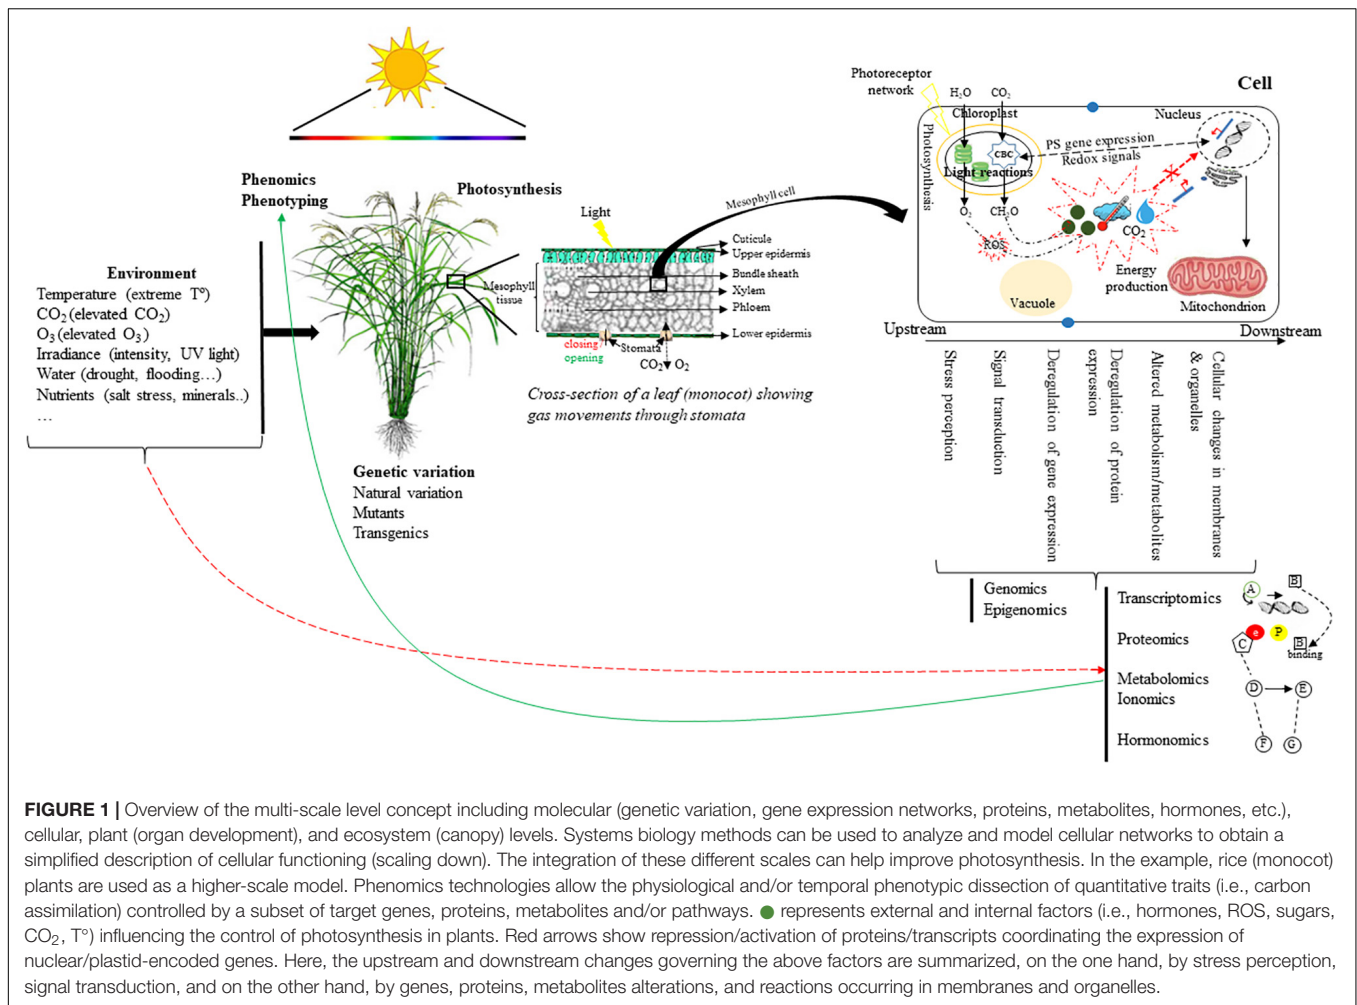 Cell
Photoreceptor
network
H₂O
CO₂
Chloroplast
Nucleus
Photosynthesis
CBC
PS gene expression
Redox signals
Light reactions
O₂
CH₂O
ROS
CO₂
Energy
production
Vacuole
Mitochondrion
Upstream
Downstream
Phenomics
Phenotyping
Photosynthesis
Light
Mesophyll cell
Cuticule
Upper epidermis
Bundle sheath
Xylem
Phloem
Lower epidermis
Mesophyll
tissue
closing
opening
Stomata
CO₂
O₂
Cross-section of a leaf (monocot) showing
gas movements through stomata
Environment
Temperature (extreme T°)
CO₂ (elevated CO₂)
O₃ (elevated O₃)
Irradiance (intensity, UV light)
Water (drought, flooding…)
Nutrients (salt stress, minerals..)
…
Genetic variation
Natural variation
Mutants
Transgenics
Stress perception
Signal transduction
Deregulation of gene expression
Deregulation of protein
expression
Altered metabolism/metabolites
Cellular changes in membranes
& organelles
Genomics
Epigenomics
Transcriptomics
Proteomics
Metabolomics
Ionomics
Hormonomics
A
B
C
e
P
B
binding
D
E
F
G
FIGURE 1 | Overview of the multi-scale level concept including molecular (genetic variation, gene expression networks, proteins, metabolites, hormones, etc.),
cellular, plant (organ development), and ecosystem (canopy) levels. Systems biology methods can be used to analyze and model cellular networks to obtain a
simplified description of cellular functioning (scaling down). The integration of these different scales can help improve photosynthesis. In the example, rice (monocot)
plants are used as a higher-scale model. Phenomics technologies allow the physiological and/or temporal phenotypic dissection of quantitative traits (i.e., carbon
assimilation) controlled by a subset of target genes, proteins, metabolites and/or pathways. ● represents external and internal factors (i.e., hormones, ROS, sugars,
CO₂, T°) influencing the control of photosynthesis in plants. Red arrows show repression/activation of proteins/transcripts coordinating the expression of
nuclear/plastid-encoded genes. Here, the upstream and downstream changes governing the above factors are summarized, on the one hand, by stress perception,
signal transduction, and on the other hand, by genes, proteins, metabolites alterations, and reactions occurring in membranes and organelles.